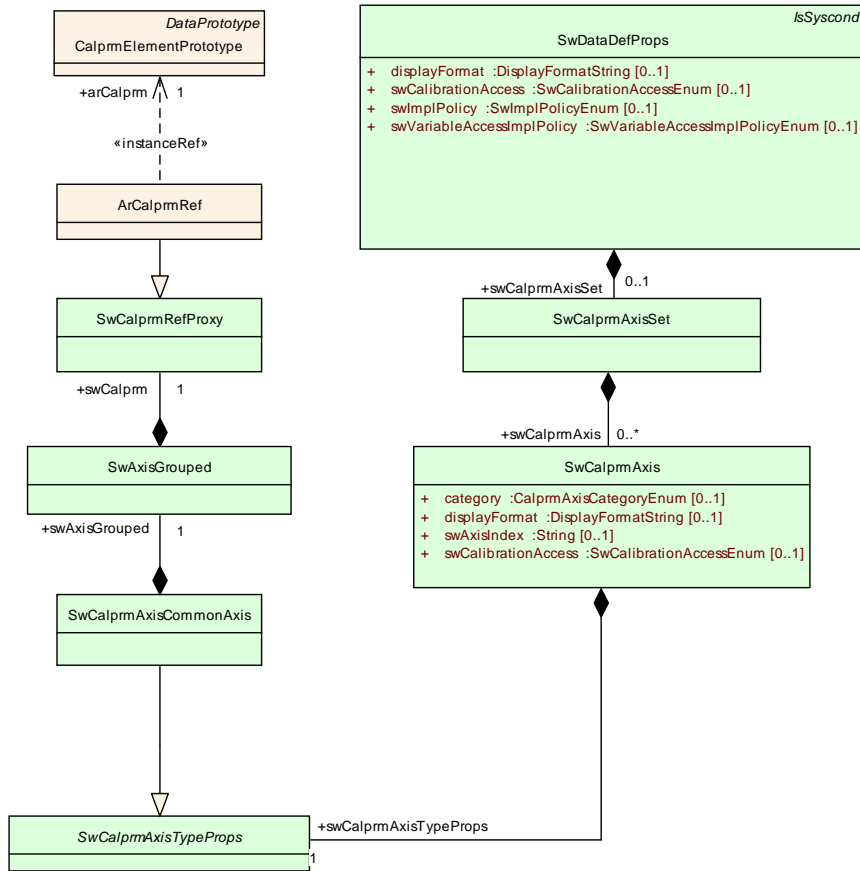 DataPrototype
CalprmElementPrototype
+arCalprm
1
«instanceRef»
ArCalprmRef
SwCalprmRefProxy
+swCalprm
1
SwAxisGrouped
+swAxisGrouped
1
SwCalprmAxisCommonAxis
SwCalprmAxisTypeProps
IsSyscond
SwDataDefProps
+ displayFormat :DisplayFormatString [0..1]
+ swCalibrationAccess :SwCalibrationAccessEnum [0..1]
+ swImplPolicy :SwImplPolicyEnum [0..1]
+ swVariableAccessImplPolicy :SwVariableAccessImplPolicyEnum [0..1]
+swCalprmAxisSet
0..1
SwCalprmAxisSet
+swCalprmAxis
0..*
SwCalprmAxis
+ category :CalprmAxisCategoryEnum [0..1]
+ displayFormat :DisplayFormatString [0..1]
+ swAxisIndex :String [0..1]
+ swCalibrationAccess :SwCalibrationAccessEnum [0..1]
+swCalprmAxisTypeProps
1